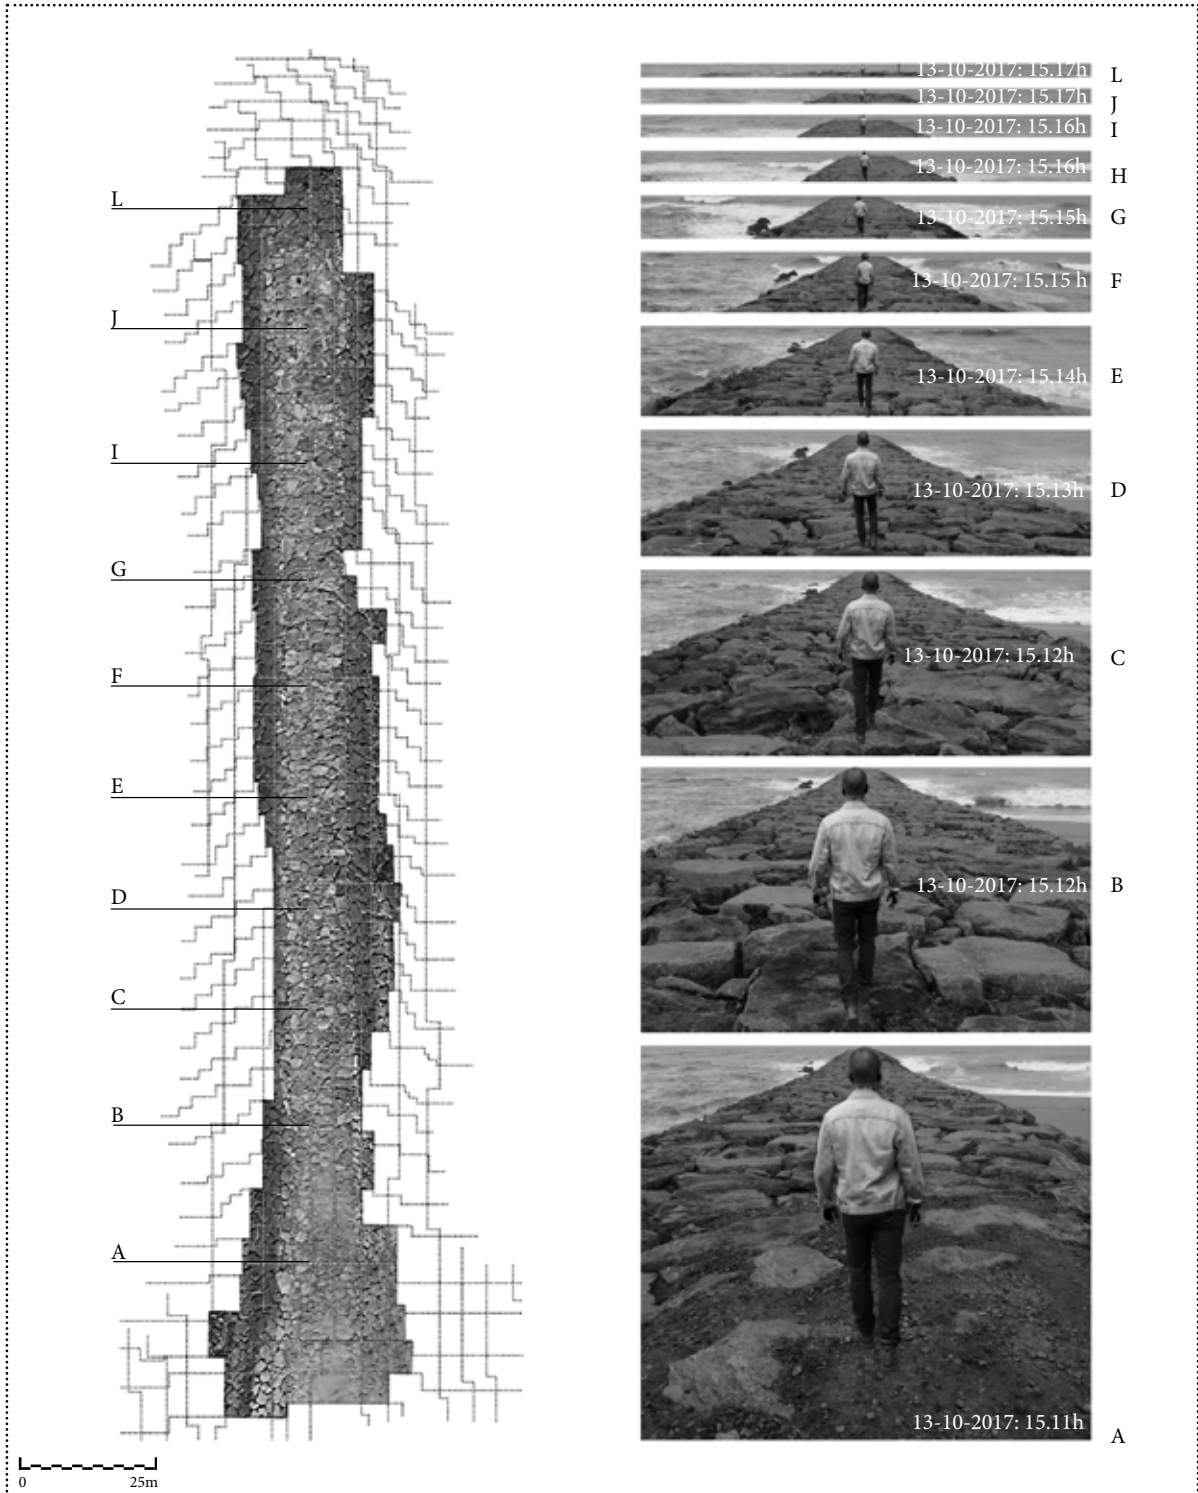 L
J
I
G
F
E
D
C
B
A
0 25m
13-10-2017: 15.17h L
13-10-2017: 15.17h J
13-10-2017: 15.16h I
13-10-2017: 15.16h H
13-10-2017: 15.15h G
13-10-2017: 15.15 h F
13-10-2017: 15.14h E
13-10-2017: 15.13h D
13-10-2017: 15.12h C
13-10-2017: 15.12h B
13-10-2017: 15.11h
A